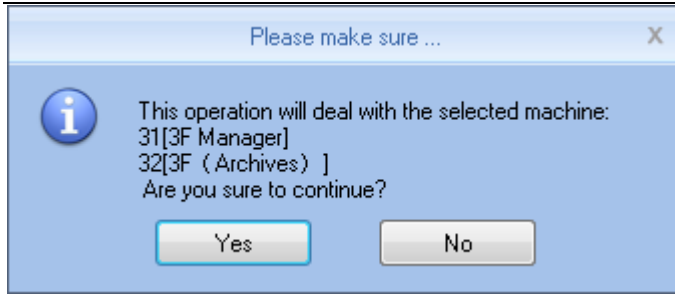 Please make sure ...
X
This operation will deal with the selected machine:
31[3F Manager]
32[3F （Archives）]
Are you sure to continue?
Yes
No